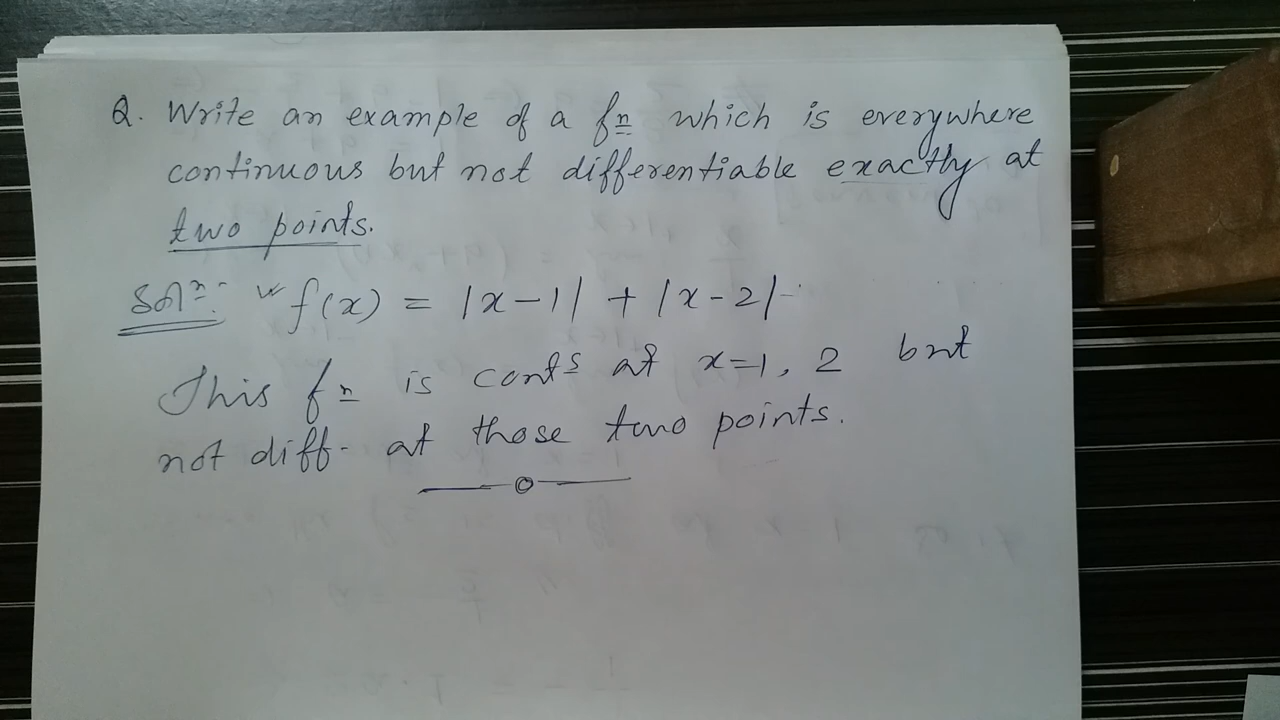 Q. Write an example of a fn which is everywhere
continuous but not differentiable exactly at
two points.
Solⁿ:- f(x) = |x-1| + |x-2|.
This fn is contˢ at x=1, 2 but
not diff. at those two points.